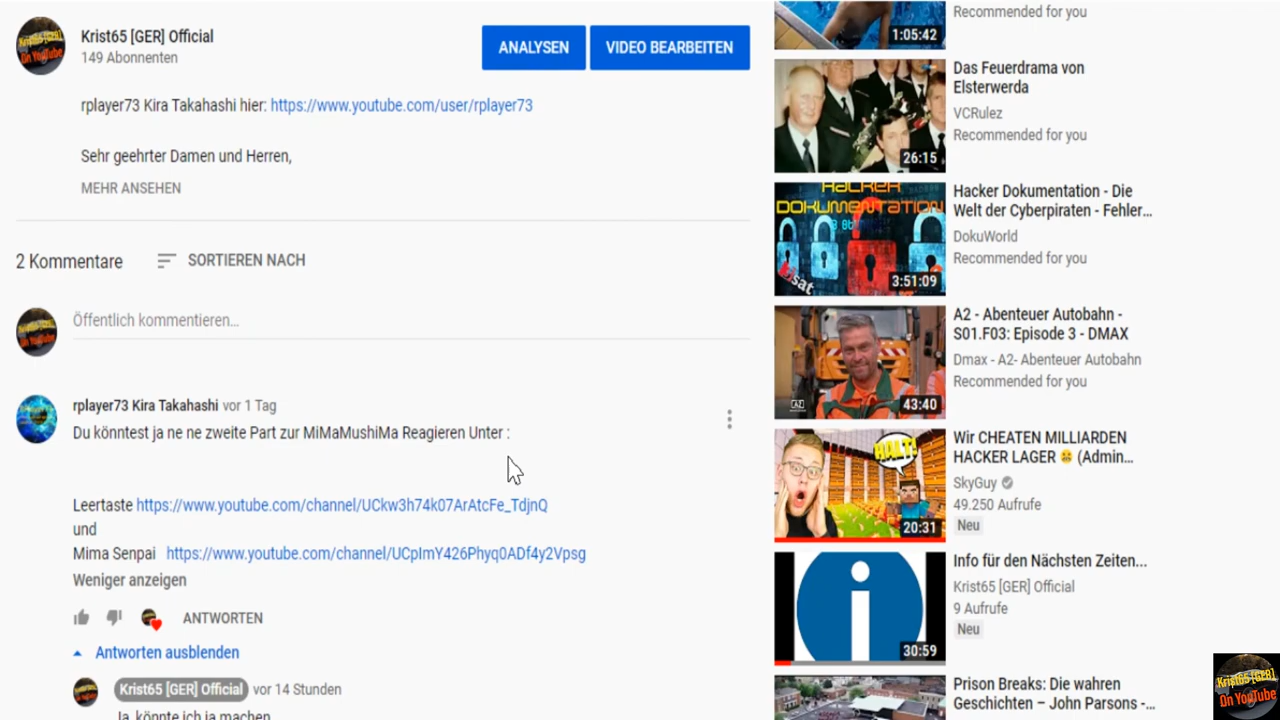 Krist65 [GER] Official
149 Abonnenten
ANALYSEN
VIDEO BEARBEITEN
rplayer73 Kira Takahashi hier: https://www.youtube.com/user/rplayer73
Sehr geehrter Damen und Herren,
MEHR ANSEHEN
2 Kommentare
SORTIEREN NACH
Öffentlich kommentieren...
rplayer73 Kira Takahashi vor 1 Tag
Du könntest ja ne ne zweite Part zur MiMaMushiMa Reagieren Unter :
Leertaste https://www.youtube.com/channel/UCkw3h74k07ArAtcFe_TdjnQ
und
Mima Senpai https://www.youtube.com/channel/UCpImY426Phyq0ADf4y2Vpsg
Weniger anzeigen
ANTWORTEN
Antworten ausblenden
Krist65 [GER] Official vor 14 Stunden
Ja, könnte ich ja machen
1:05:42
Recommended for you
26:15
Das Feuerdrama von
Elsterwerda
VCRulez
Recommended for you
HACKER
DOKUMENTATION
3sat
3:51:09
Hacker Dokumentation - Die
Welt der Cyberpiraten - Fehler...
DokuWorld
Recommended for you
A2
43:40
A2 - Abenteuer Autobahn -
S01.F03: Episode 3 - DMAX
Dmax - A2- Abenteuer Autobahn
Recommended for you
HALT!
20:31
Wir CHEATEN MILLIARDEN
HACKER LAGER 😁 (Admin...
SkyGuy
49.250 Aufrufe
Neu
30:59
Info für den Nächsten Zeiten...
Krist65 [GER] Official
9 Aufrufe
Neu
Prison Breaks: Die wahren
Geschichten – John Parsons -...
Krist65 [GER]
On YouTube